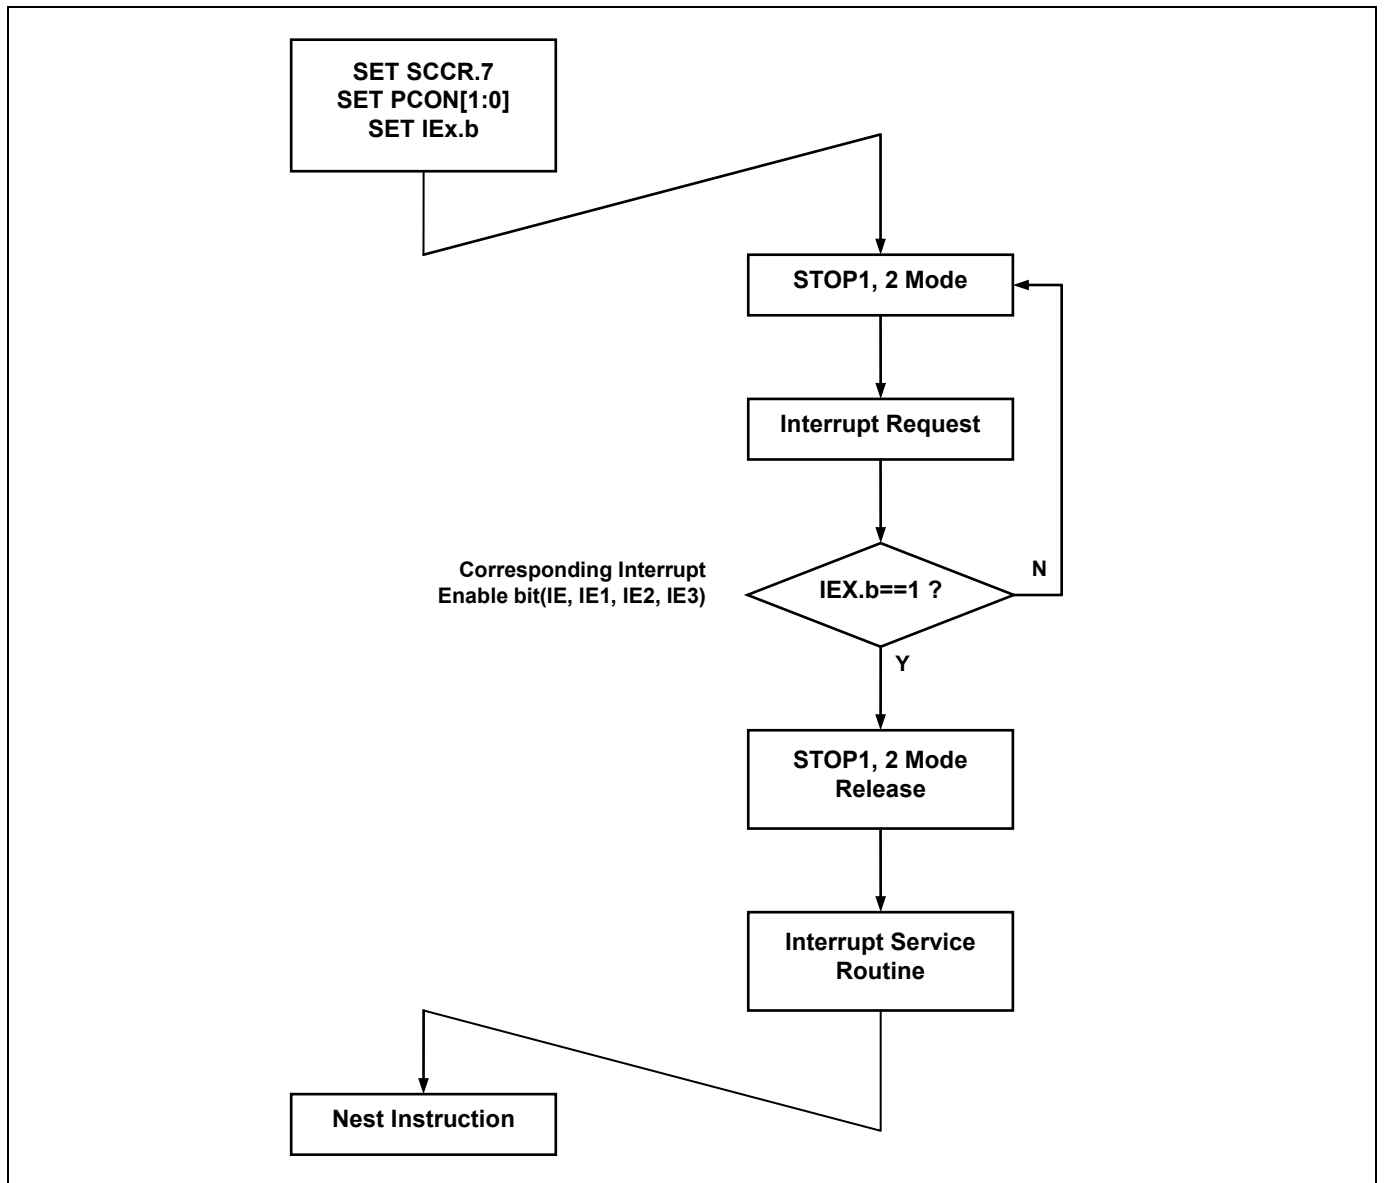 SET SCCR.7
SET PCON[1:0]
SET IEx.b
STOP1, 2 Mode
Interrupt Request
Corresponding Interrupt
Enable bit(IE, IE1, IE2, IE3)
IEX.b==1 ?
N
Y
STOP1, 2 Mode
Release
Interrupt Service
Routine
Nest Instruction